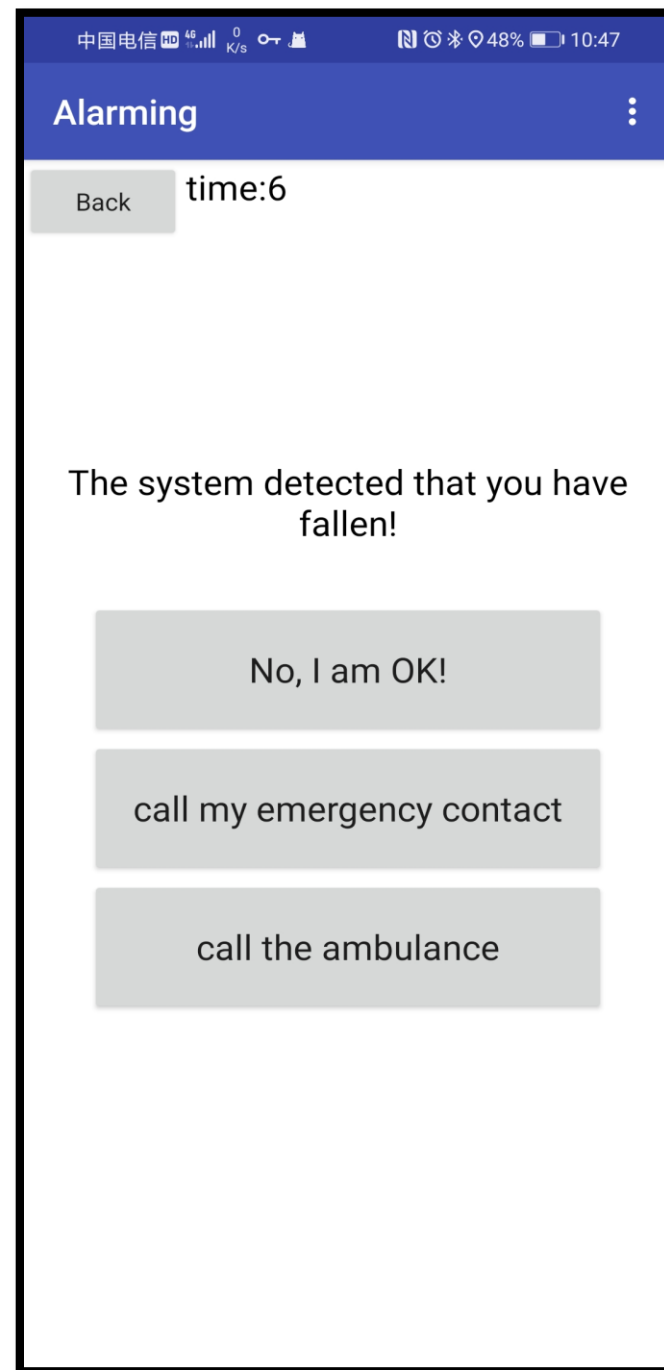 中国电信 HD 4G 0 K/s 48% 10:47
Alarming
Back
time:6
The system detected that you have
fallen!
No, I am OK!
call my emergency contact
call the ambulance